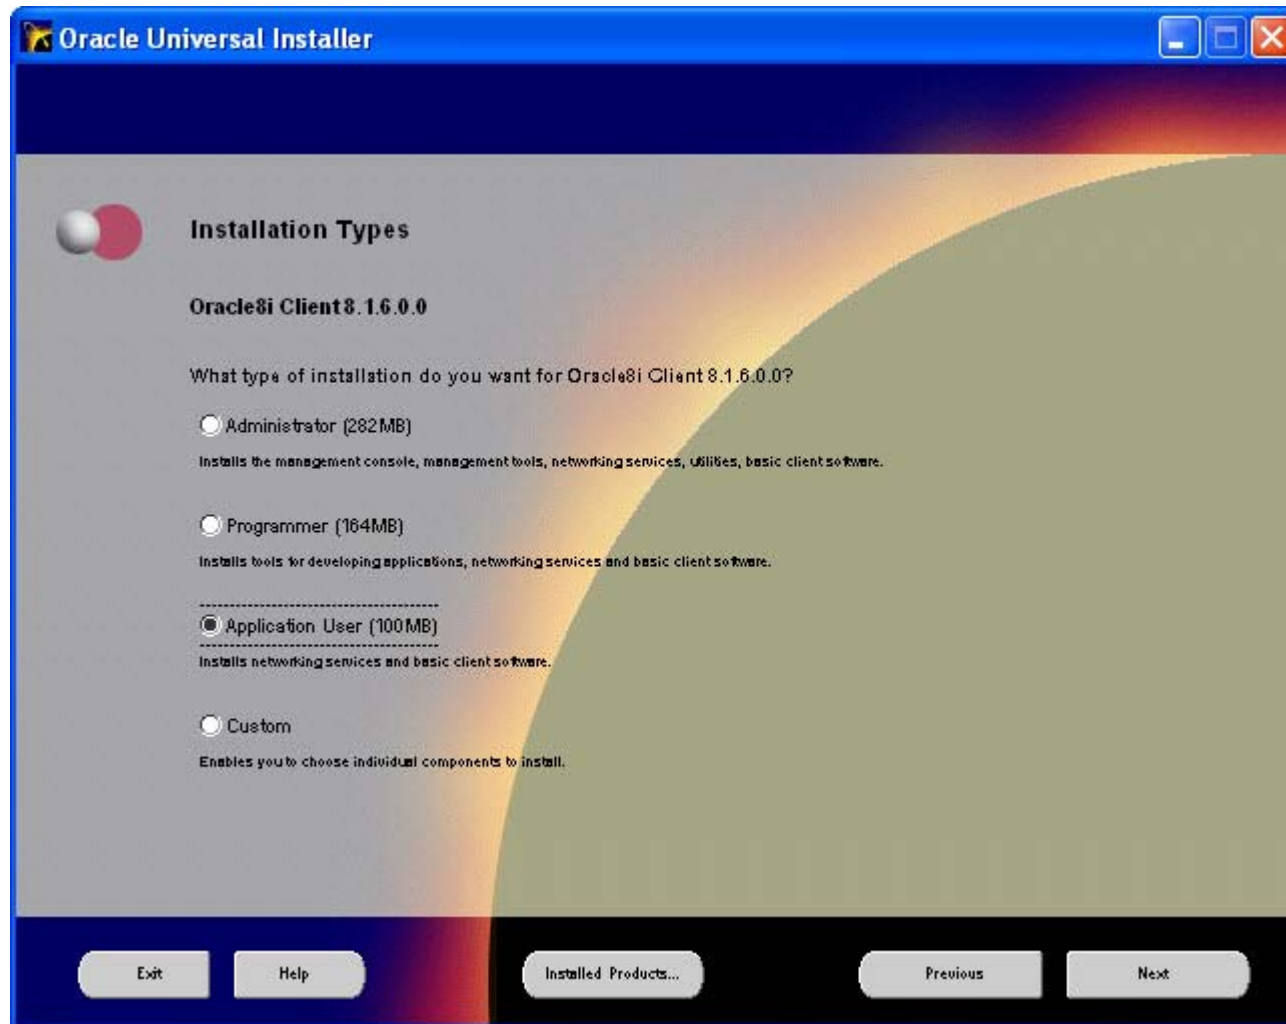 Oracle Universal Installer
Installation Types
Oracle8i Client 8.1.6.0.0
What type of installation do you want for Oracle8i Client 8.1.6.0.0?
Administrator (282MB)
Installs the management console, management tools, networking services, utilities, basic client software.
Programmer (164MB)
Installs tools for developing applications, networking services and basic client software.
Application User (100MB)
Installs networking services and basic client software.
Custom
Enables you to choose individual components to install.
Exit Help Installed Products... Previous Next